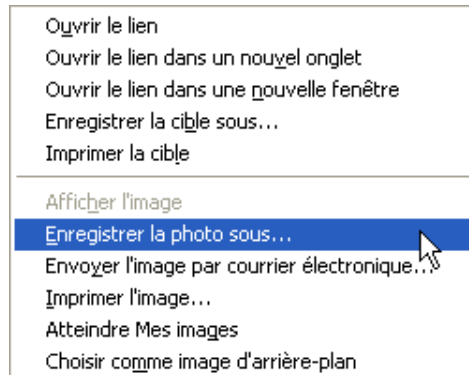 Ouvrir le lien
Ouvrir le lien dans un nouvel onglet
Ouvrir le lien dans une nouvelle fenêtre
Enregistrer la cible sous...
Imprimer la cible
Afficher l'image
Enregistrer la photo sous...
Envoyer l'image par courrier électronique...
Imprimer l'image...
Atteindre Mes images
Choisir comme image d'arrière-plan